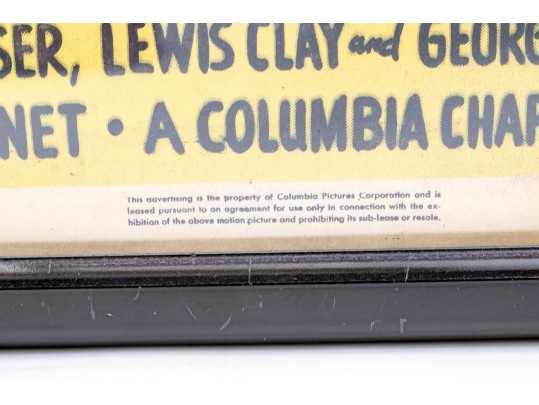 SER, LEWIS CLAY and GEORG
NET • A COLUMBIA CHAP
This advertising is the property of Columbia Pictures Corporation and is
leased pursuant to an agreement for use only in connection with the ex-
hibition of the above motion picture and prohibiting its sub-lease or resale.